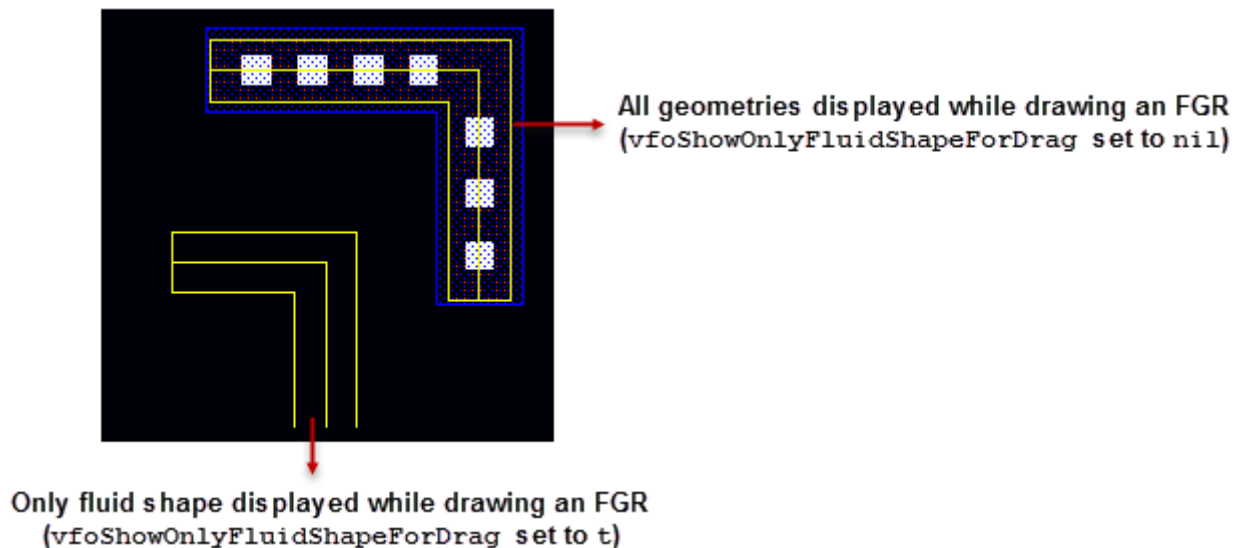 All geometries displayed while drawing an FGR
(vfoShowOnlyFluidShapeForDrag set to nil)
Only fluid shape displayed while drawing an FGR
(vfoShowOnlyFluidShapeForDrag set to t)